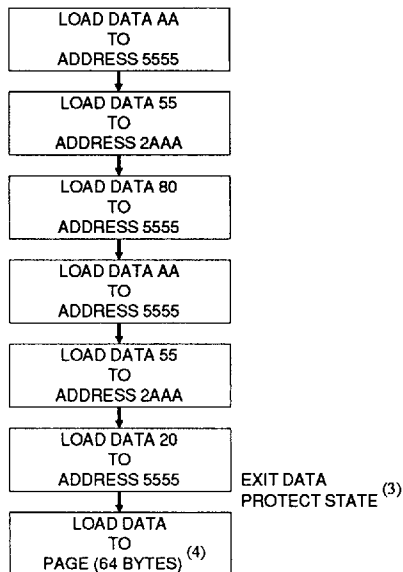 LOAD DATA AA
TO
ADDRESS 5555
LOAD DATA 55
TO
ADDRESS 2AAA
LOAD DATA 80
TO
ADDRESS 5555
LOAD DATA AA
TO
ADDRESS 5555
LOAD DATA 55
TO
ADDRESS 2AAA
LOAD DATA 20
TO
ADDRESS 5555
EXIT DATA
PROTECT STATE (3)
LOAD DATA
TO
PAGE (64 BYTES) (4)